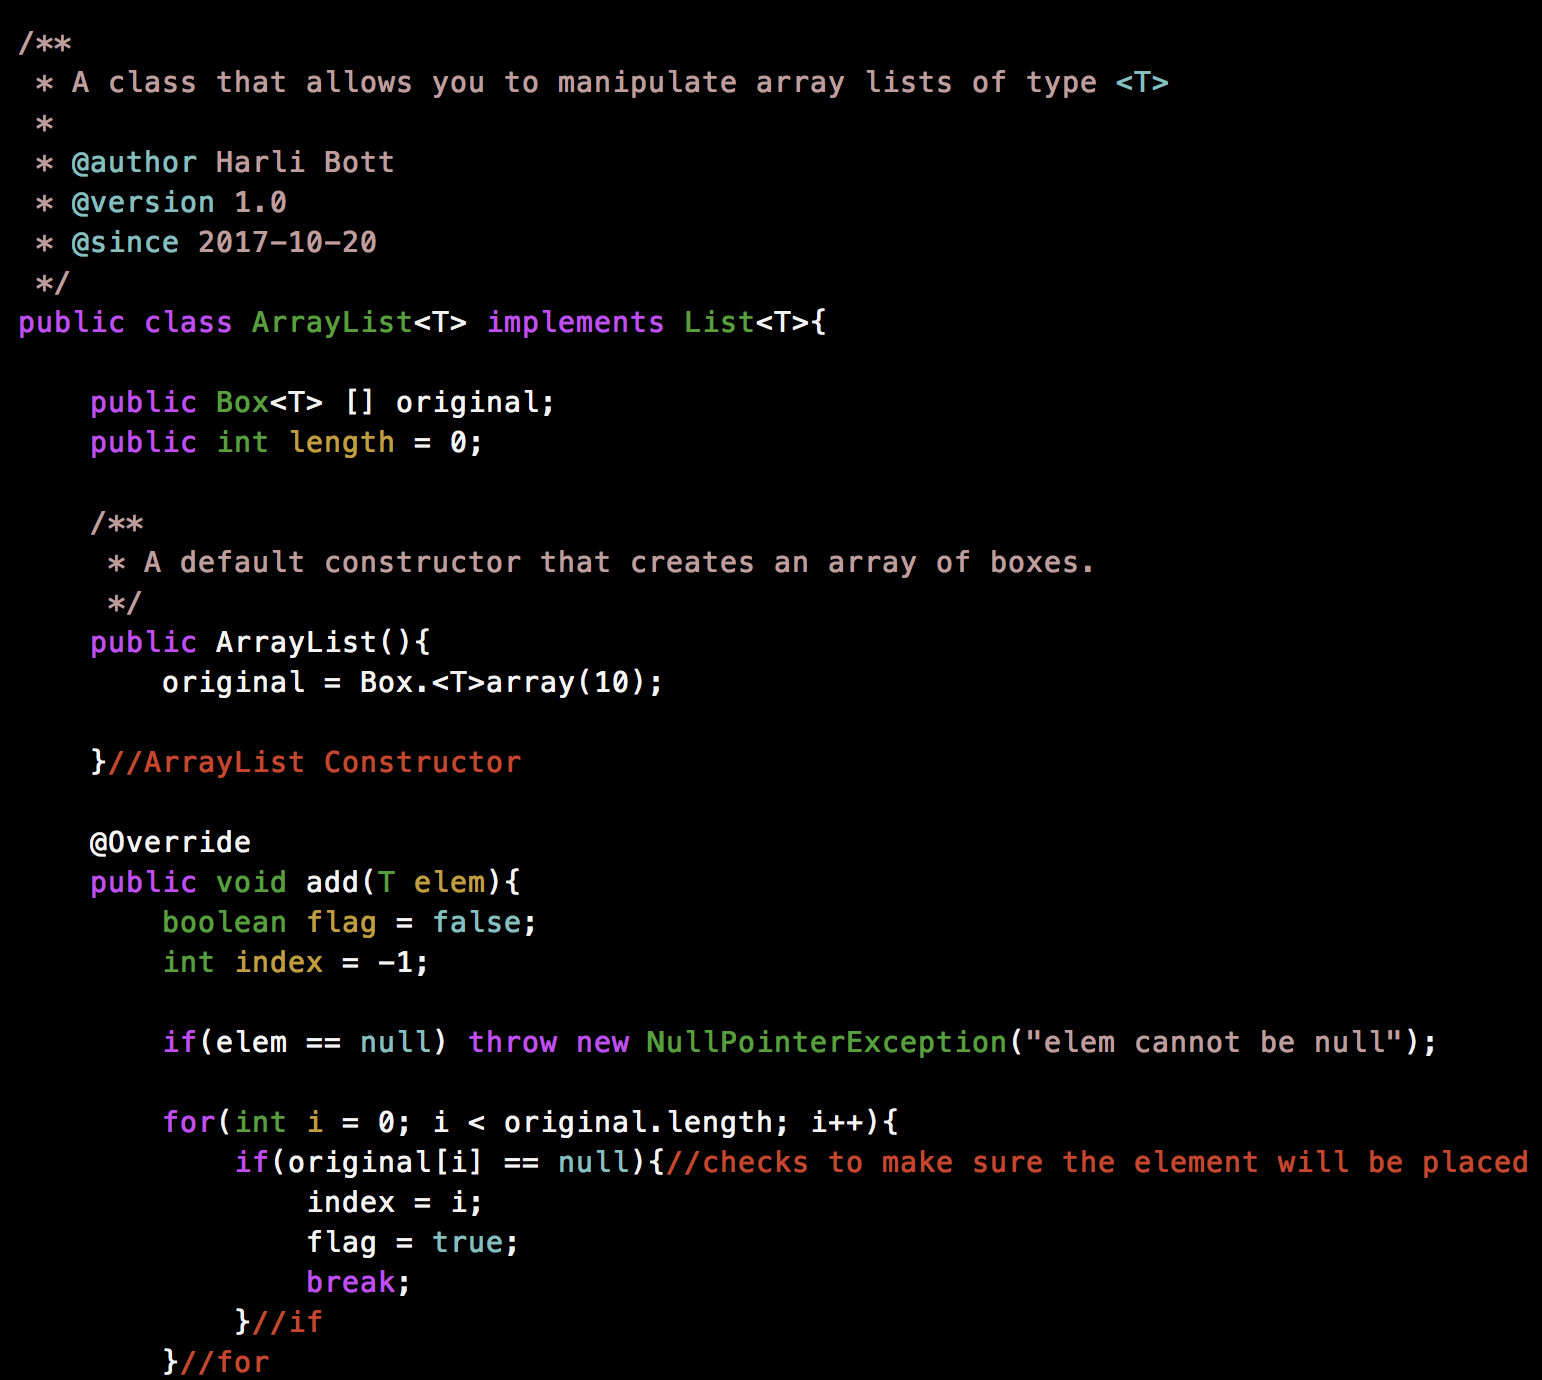 /**
 * A class that allows you to manipulate array lists of type <T>
 *
 * @author Harli Bott
 * @version 1.0
 * @since 2017-10-20
 */
public class ArrayList<T> implements List<T>{

    public Box<T> [] original;
    public int length = 0;

    /**
     * A default constructor that creates an array of boxes.
     */
    public ArrayList(){
        original = Box.<T>array(10);

    }//ArrayList Constructor

    @Override
    public void add(T elem){
        boolean flag = false;
        int index = -1;

        if(elem == null) throw new NullPointerException("elem cannot be null");

        for(int i = 0; i < original.length; i++){
            if(original[i] == null){//checks to make sure the element will be placed
                index = i;
                flag = true;
                break;
            }//if
        }//for